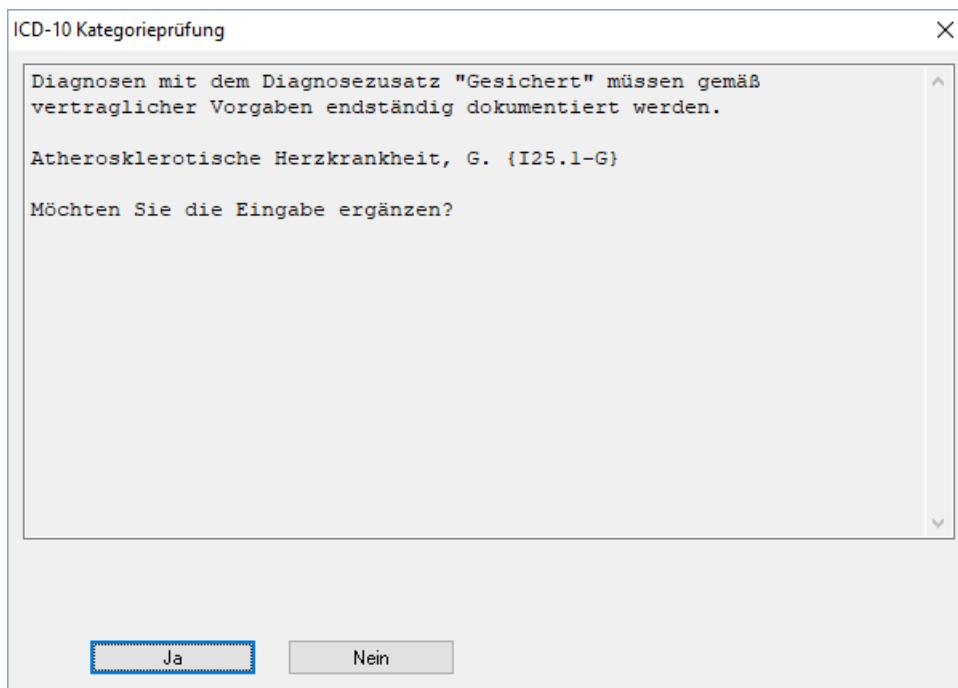 ICD-10 Kategorieprüfung
Diagnosen mit dem Diagnosezusatz "Gesichert" müssen gemäß
vertraglicher Vorgaben endständig dokumentiert werden.
Atherosklerotische Herzkrankheit, G. {I25.1-G}
Möchten Sie die Eingabe ergänzen?
Ja
Nein